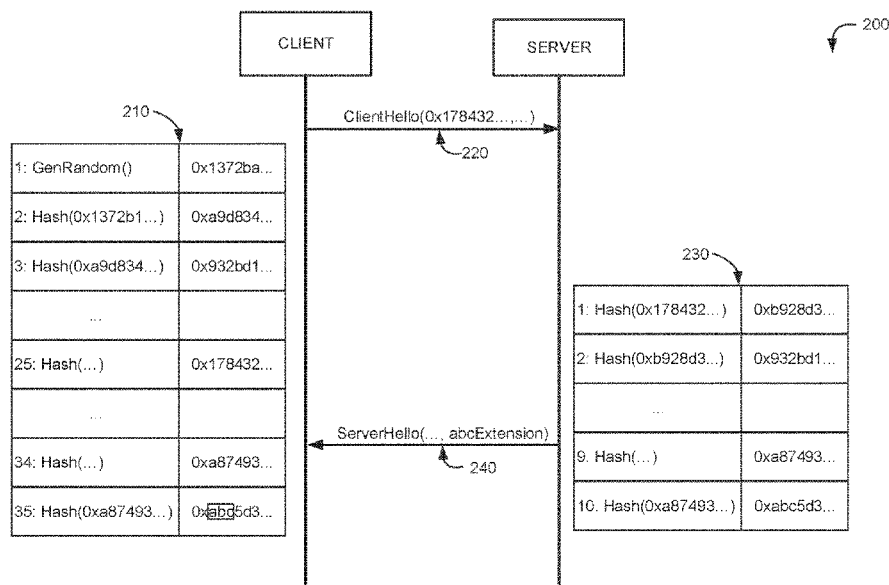 200
CLIENT
SERVER
210
ClientHello(0x178432...,...)
220
1: GenRandom() 0x1372ba...
2: Hash(0x1372b1...) 0xa9d834...
3: Hash(0xa9d834...) 0x932bd1...
...
25: Hash(...) 0x178432...
...
34: Hash(...) 0xa87493...
35: Hash(0xa87493...) 0xabc5d3...
230
1: Hash(0x178432...) 0xb928d3...
2: Hash(0xb928d3...) 0x932bd1...
...
9. Hash(...) 0xa87493...
10. Hash(0xa87493...) 0xabc5d3...
ServerHello(..., abcExtension)
240